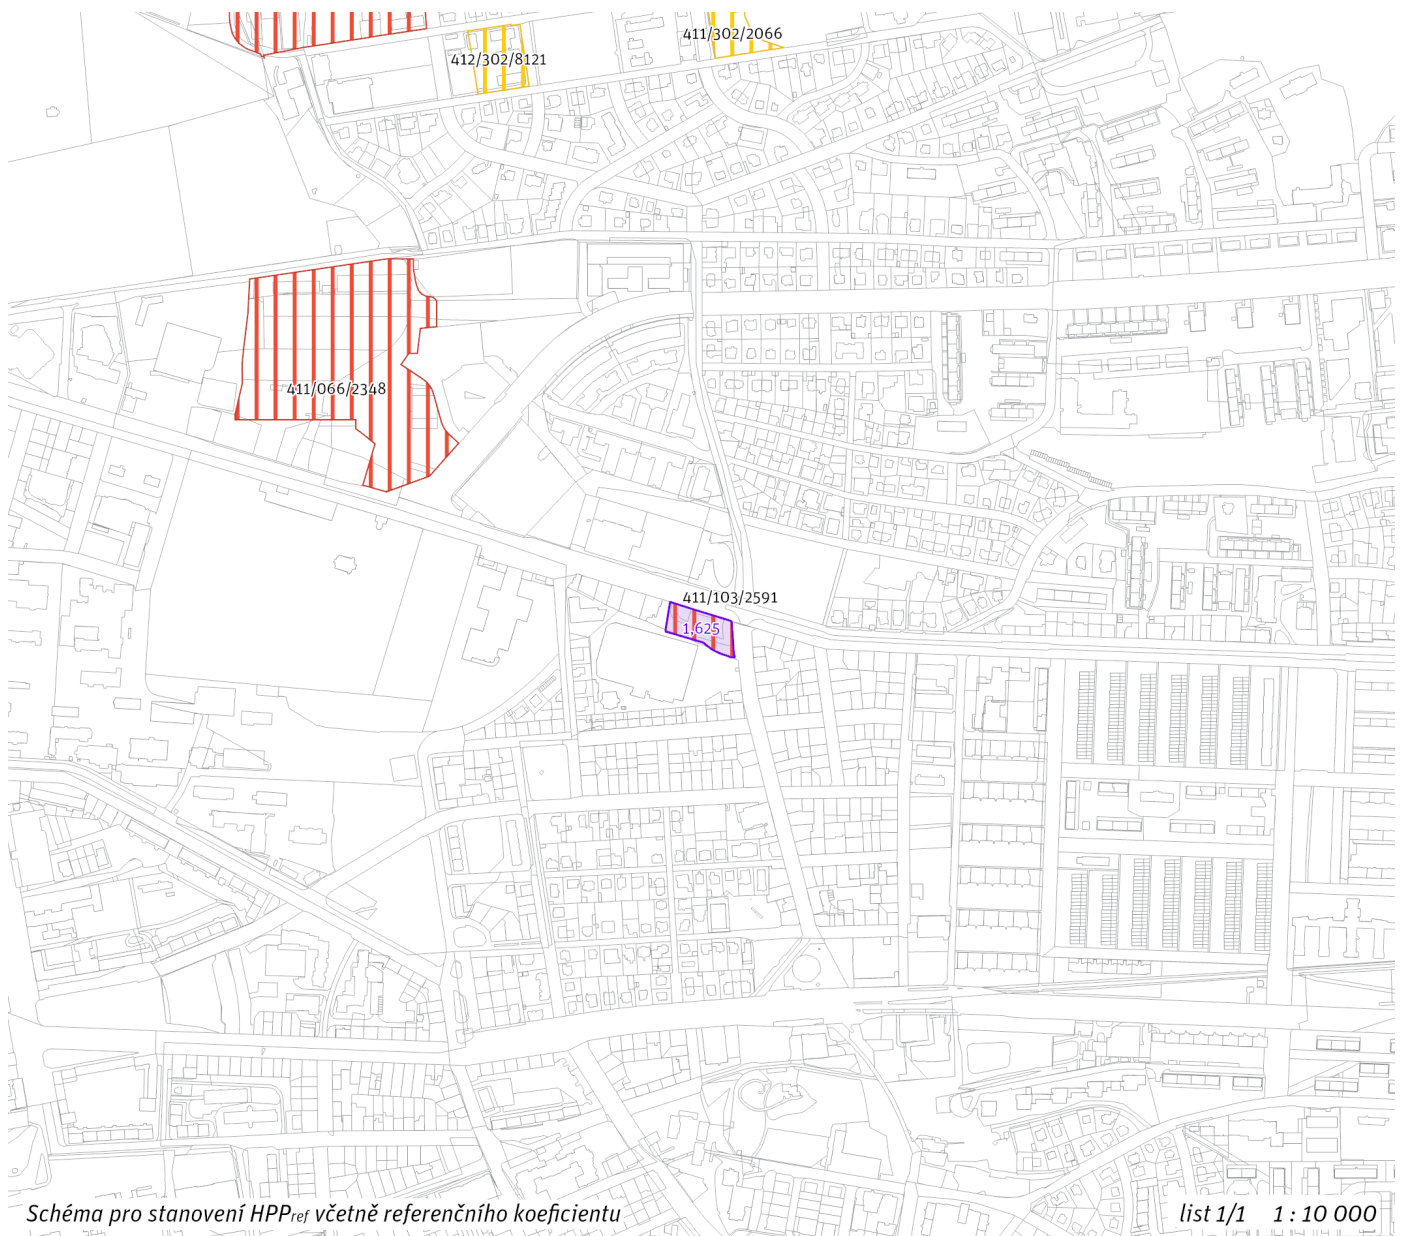 411/302/2066
412/302/8121
411/066/2348
411/103/2591
1,625
Schéma pro stanovení HPPref včetně referenčního koeficientu
list 1/1 1 : 10 000